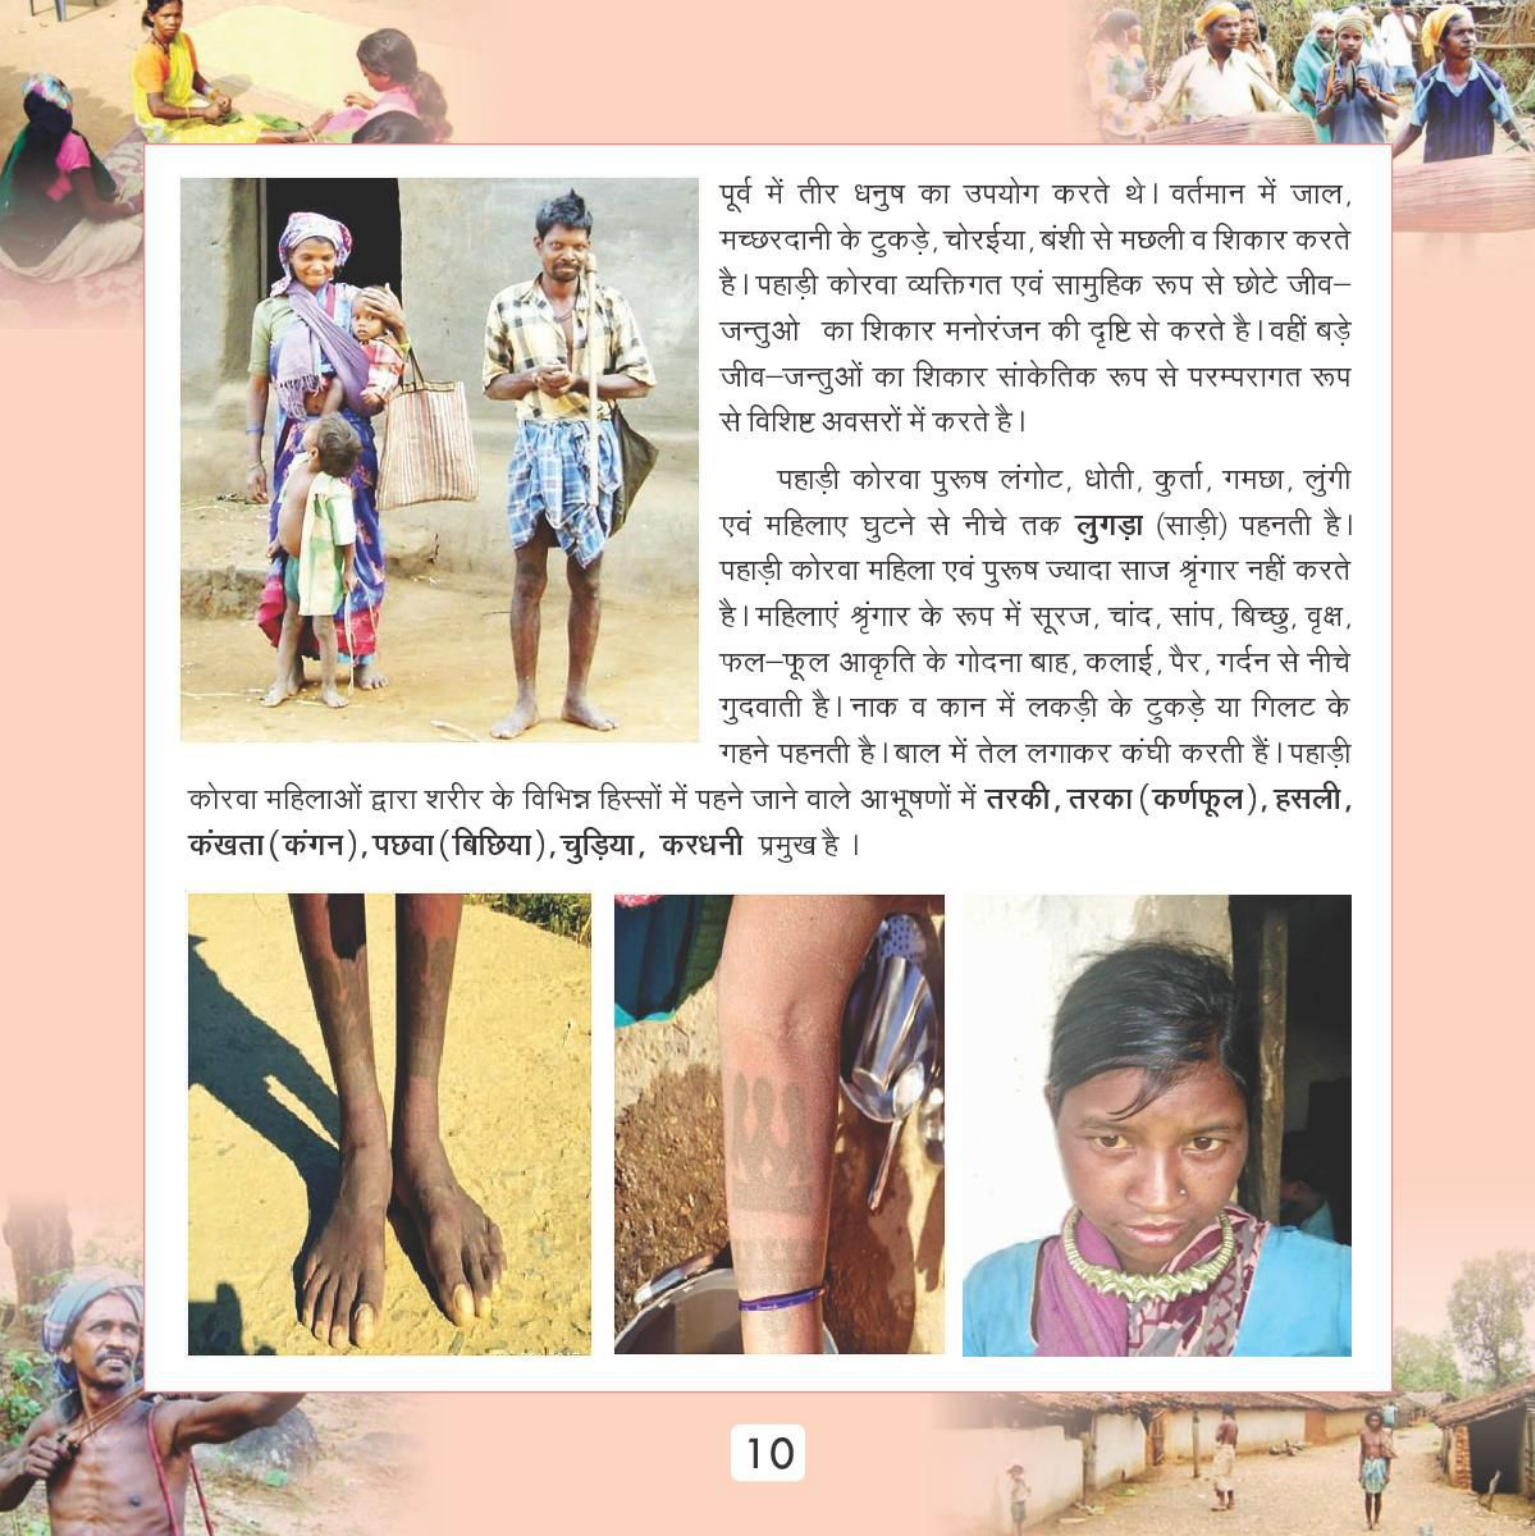 पूर्व में तीर धनुष का उपयोग करते थे। वर्तमान में जाल,
मच्छरदानी के टुकड़े, चोरईया, बंशी से मछली व शिकार करते
है। पहाड़ी कोरवा व्यक्तिगत एवं सामुहिक रूप से छोटे जीव–
जन्तुओ का शिकार मनोरंजन की दृष्टि से करते है। वहीं बड़े
जीव–जन्तुओं का शिकार सांकेतिक रूप से परम्परागत रूप
से विशिष्ट अवसरों में करते है।
पहाड़ी कोरवा पुरूष लंगोट, धोती, कुर्ता, गमछा, लुंगी
एवं महिलाए घुटने से नीचे तक लुगड़ा (साड़ी) पहनती है।
पहाड़ी कोरवा महिला एवं पुरूष ज्यादा साज श्रृंगार नहीं करते
है। महिलाएं श्रृंगार के रूप में सूरज, चांद, सांप, बिच्छु, वृक्ष,
फल–फूल आकृति के गोदना बाह, कलाई, पैर, गर्दन से नीचे
गुदवाती है। नाक व कान में लकड़ी के टुकड़े या गिलट के
गहने पहनती है। बाल में तेल लगाकर कंघी करती हैं। पहाड़ी
कोरवा महिलाओं द्वारा शरीर के विभिन्न हिस्सों में पहने जाने वाले आभूषणों में तरकी, तरका (कर्णफूल), हसली,
कंखता (कंगन), पछवा (बिछिया), चुड़िया, करधनी प्रमुख है ।
10